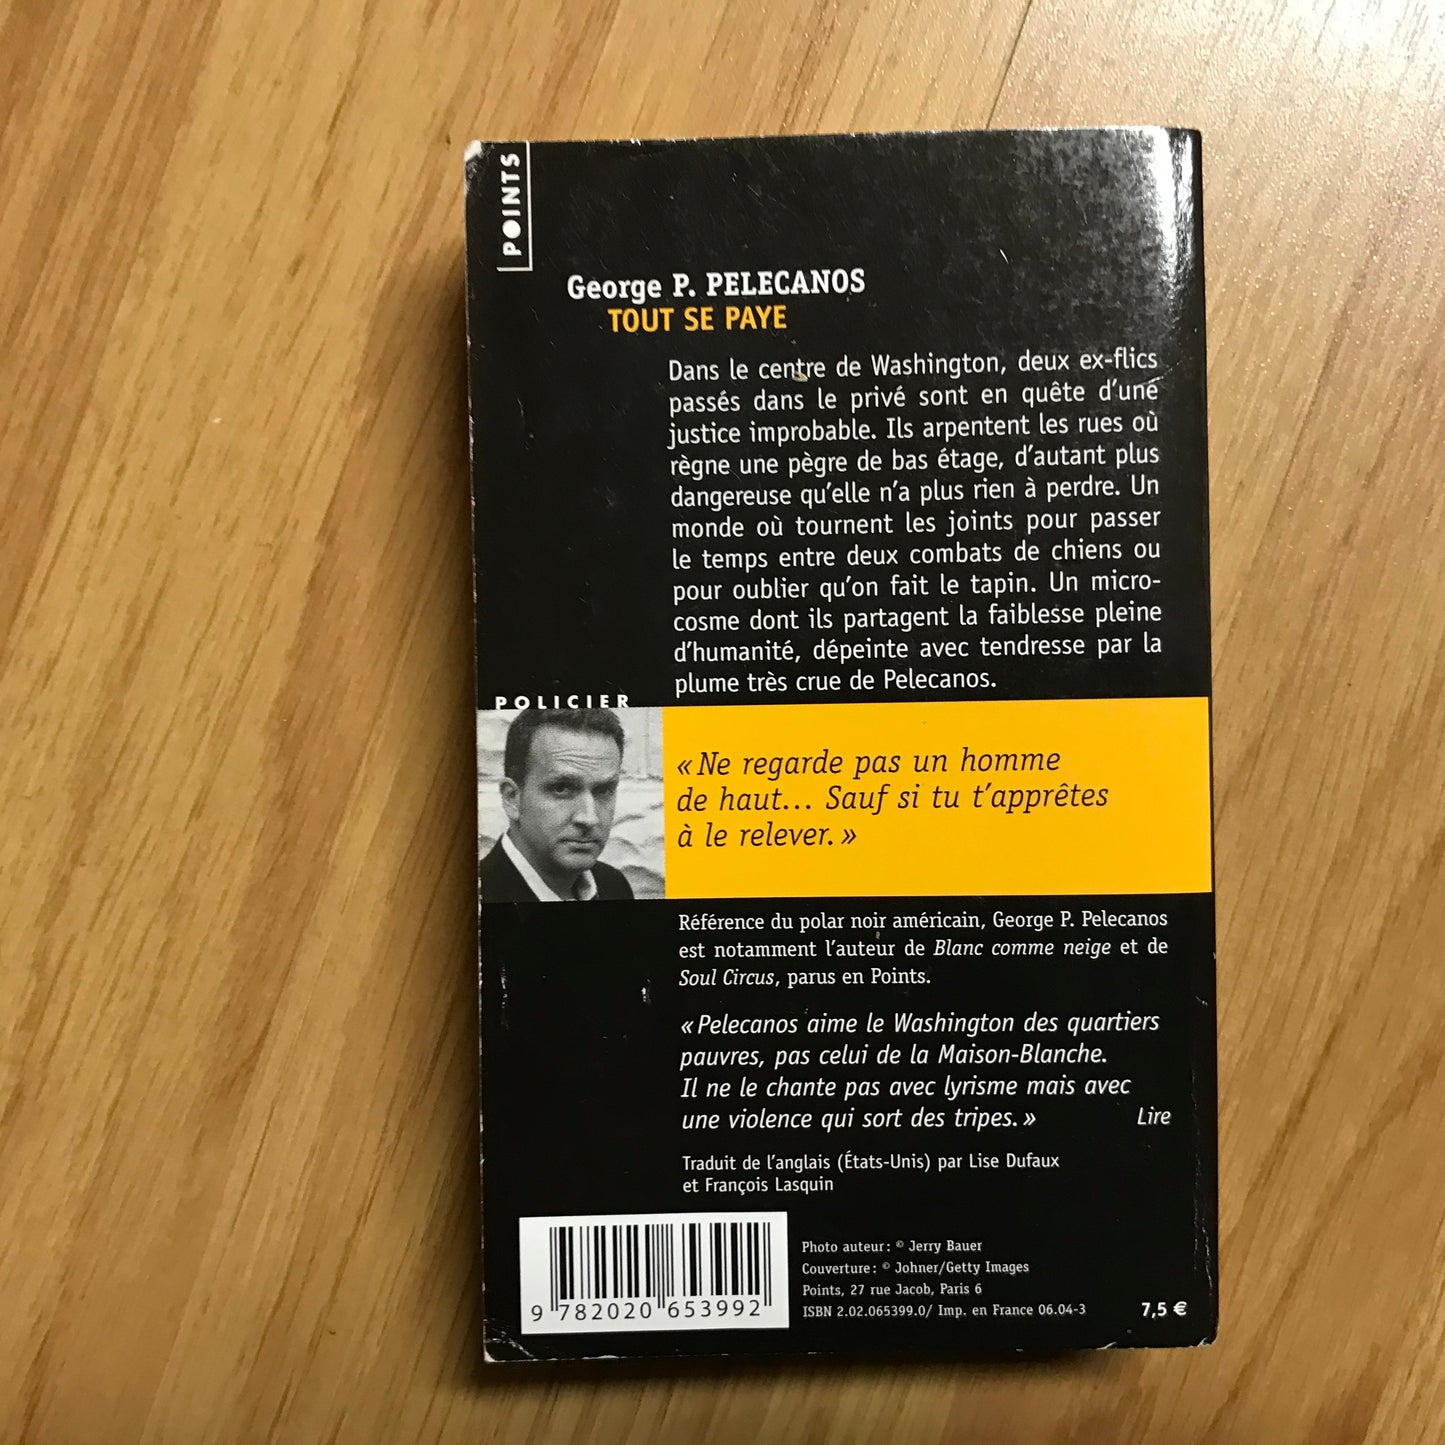 POINTS
George P. PELECANOS
TOUT SE PAYE
Dans le centre de Washington, deux ex-flics
passés dans le privé sont en quête d'une
justice improbable. Ils arpentent les rues où
règne une pègre de bas étage, d'autant plus
dangereuse qu'elle n'a plus rien à perdre. Un
monde où tournent les joints pour passer
le temps entre deux combats de chiens ou
pour oublier qu'on fait le tapin. Un micro-
cosme dont ils partagent la faiblesse pleine
d'humanité, dépeinte avec tendresse par la
plume très crue de Pelecanos.
POLICIER
« Ne regarde pas un homme
de haut... Sauf si tu t'apprêtes
à le relever. »
Référence du polar noir américain, George P. Pelecanos
est notamment l'auteur de Blanc comme neige et de
Soul Circus, parus en Points.
« Pelecanos aime le Washington des quartiers
pauvres, pas celui de la Maison-Blanche.
Il ne le chante pas avec lyrisme mais avec
une violence qui sort des tripes. » Lire
Traduit de l'anglais (États-Unis) par Lise Dufaux
et François Lasquin
Photo auteur : © Jerry Bauer
Couverture : © Johner/Getty Images
Points, 27 rue Jacob, Paris 6
ISBN 2.02.065399.0/ Imp. en France 06.04-3 7,5 €
9 782020 653992